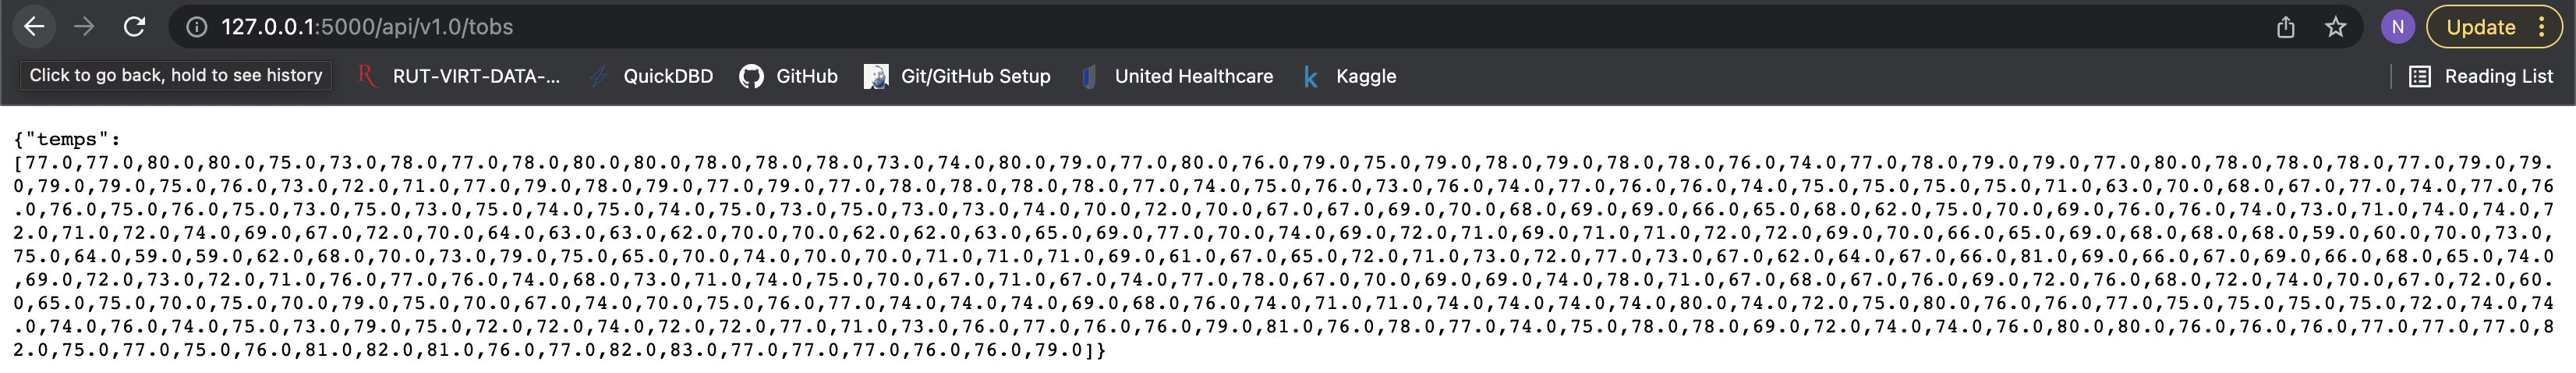 127.0.0.1:5000/api/v1.0/tobs
N
Update
Click to go back, hold to see history
RUT-VIRT-DATA-...
QuickDBD
GitHub
Git/GitHub Setup
United Healthcare
Kaggle
Reading List
{"temps":
[77.0,77.0,80.0,80.0,75.0,73.0,78.0,77.0,78.0,80.0,80.0,78.0,78.0,78.0,73.0,74.0,80.0,79.0,77.0,80.0,76.0,79.0,75.0,79.0,78.0,79.0,78.0,78.0,76.0,74.0,77.0,78.0,79.0,79.0,77.0,80.0,78.0,78.0,78.0,77.0,79.0,79.
0,79.0,79.0,75.0,76.0,73.0,72.0,71.0,77.0,79.0,78.0,79.0,77.0,79.0,77.0,78.0,78.0,78.0,78.0,77.0,74.0,75.0,76.0,73.0,76.0,74.0,77.0,76.0,76.0,74.0,75.0,75.0,75.0,75.0,71.0,63.0,70.0,68.0,67.0,77.0,74.0,77.0,76
.0,76.0,75.0,76.0,75.0,73.0,75.0,73.0,75.0,74.0,75.0,74.0,75.0,73.0,75.0,73.0,73.0,74.0,70.0,72.0,70.0,67.0,67.0,69.0,70.0,68.0,69.0,69.0,66.0,65.0,68.0,62.0,75.0,70.0,69.0,76.0,76.0,74.0,73.0,71.0,74.0,74.0,7
2.0,71.0,72.0,74.0,69.0,67.0,72.0,70.0,64.0,63.0,63.0,62.0,70.0,70.0,62.0,62.0,63.0,65.0,69.0,77.0,70.0,74.0,69.0,72.0,71.0,69.0,71.0,71.0,72.0,72.0,69.0,70.0,66.0,65.0,69.0,68.0,68.0,68.0,59.0,60.0,70.0,73.0,
75.0,64.0,59.0,59.0,62.0,68.0,70.0,73.0,79.0,75.0,65.0,70.0,74.0,70.0,70.0,71.0,71.0,71.0,69.0,61.0,67.0,65.0,72.0,71.0,73.0,72.0,77.0,73.0,67.0,62.0,64.0,67.0,66.0,81.0,69.0,66.0,67.0,69.0,66.0,68.0,65.0,74.0
,69.0,72.0,73.0,72.0,71.0,76.0,77.0,76.0,74.0,68.0,73.0,71.0,74.0,75.0,70.0,67.0,71.0,67.0,74.0,77.0,78.0,67.0,70.0,69.0,69.0,74.0,78.0,71.0,67.0,68.0,67.0,76.0,69.0,72.0,76.0,68.0,72.0,74.0,70.0,67.0,72.0,60.
0,65.0,75.0,70.0,75.0,70.0,79.0,75.0,70.0,67.0,74.0,70.0,75.0,76.0,77.0,74.0,74.0,74.0,69.0,68.0,76.0,74.0,71.0,71.0,74.0,74.0,74.0,74.0,80.0,74.0,72.0,75.0,80.0,76.0,76.0,77.0,75.0,75.0,75.0,75.0,72.0,74.0,74
.0,74.0,76.0,74.0,75.0,73.0,79.0,75.0,72.0,72.0,74.0,72.0,72.0,77.0,71.0,73.0,76.0,77.0,76.0,76.0,79.0,81.0,76.0,78.0,77.0,74.0,75.0,78.0,78.0,69.0,72.0,74.0,74.0,76.0,80.0,80.0,76.0,76.0,76.0,77.0,77.0,77.0,8
2.0,75.0,77.0,75.0,76.0,81.0,82.0,81.0,76.0,77.0,82.0,83.0,77.0,77.0,77.0,76.0,76.0,79.0]}